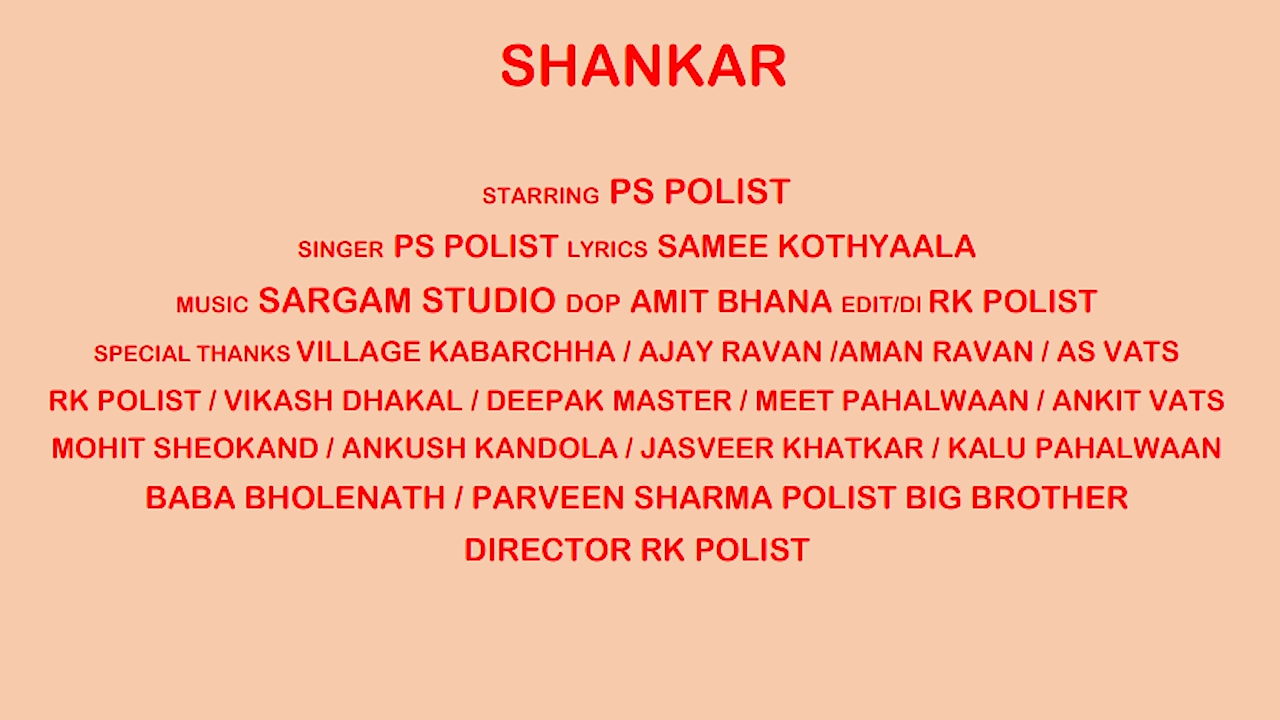 SHANKAR
STARRING PS POLIST
SINGER PS POLIST LYRICS SAMEE KOTHYAALA
MUSIC SARGAM STUDIO DOP AMIT BHANA EDIT/DI RK POLIST
SPECIAL THANKS VILLAGE KABARCHHA / AJAY RAVAN /AMAN RAVAN / AS VATS
RK POLIST / VIKASH DHAKAL / DEEPAK MASTER / MEET PAHALWAAN / ANKIT VATS
MOHIT SHEOKAND / ANKUSH KANDOLA / JASVEER KHATKAR / KALU PAHALWAAN
BABA BHOLENATH / PARVEEN SHARMA POLIST BIG BROTHER
DIRECTOR RK POLIST